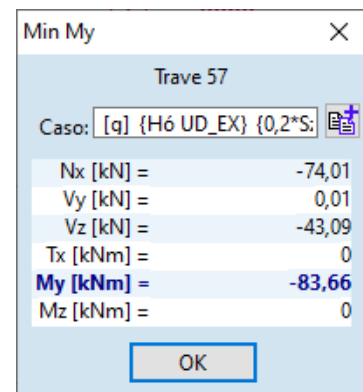 Min My
Trave 57
Caso: [q] {Hó UD_EX} {0,2*S:
Nx [kN] = -74,01
Vy [kN] = 0,01
Vz [kN] = -43,09
Tx [kNm] = 0
My [kNm] = -83,66
Mz [kNm] = 0
OK